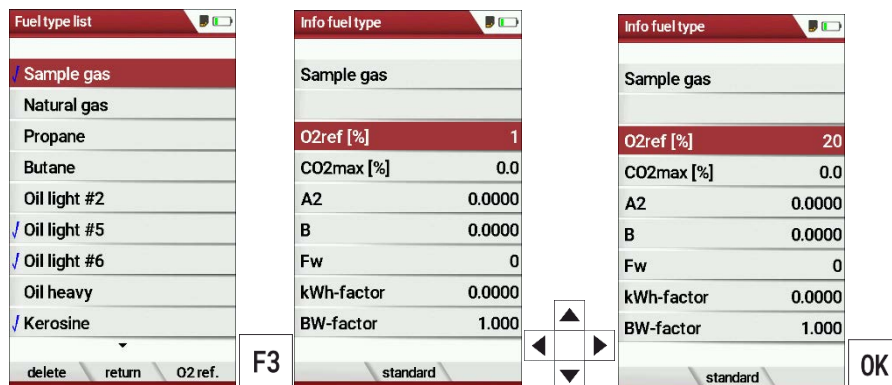 Fuel type list
Sample gas
Natural gas
Propane
Butane
Oil light #2
Oil light #5
Oil light #6
Oil heavy
Kerosine
delete return O2 ref.
F3
Info fuel type
Sample gas
O2ref [%] 1
CO2max [%] 0.0
A2 0.0000
B 0.0000
Fw 0
kWh-factor 0.0000
BW-factor 1.000
standard
Info fuel type
Sample gas
O2ref [%] 20
CO2max [%] 0.0
A2 0.0000
B 0.0000
Fw 0
kWh-factor 0.0000
BW-factor 1.000
standard
OK